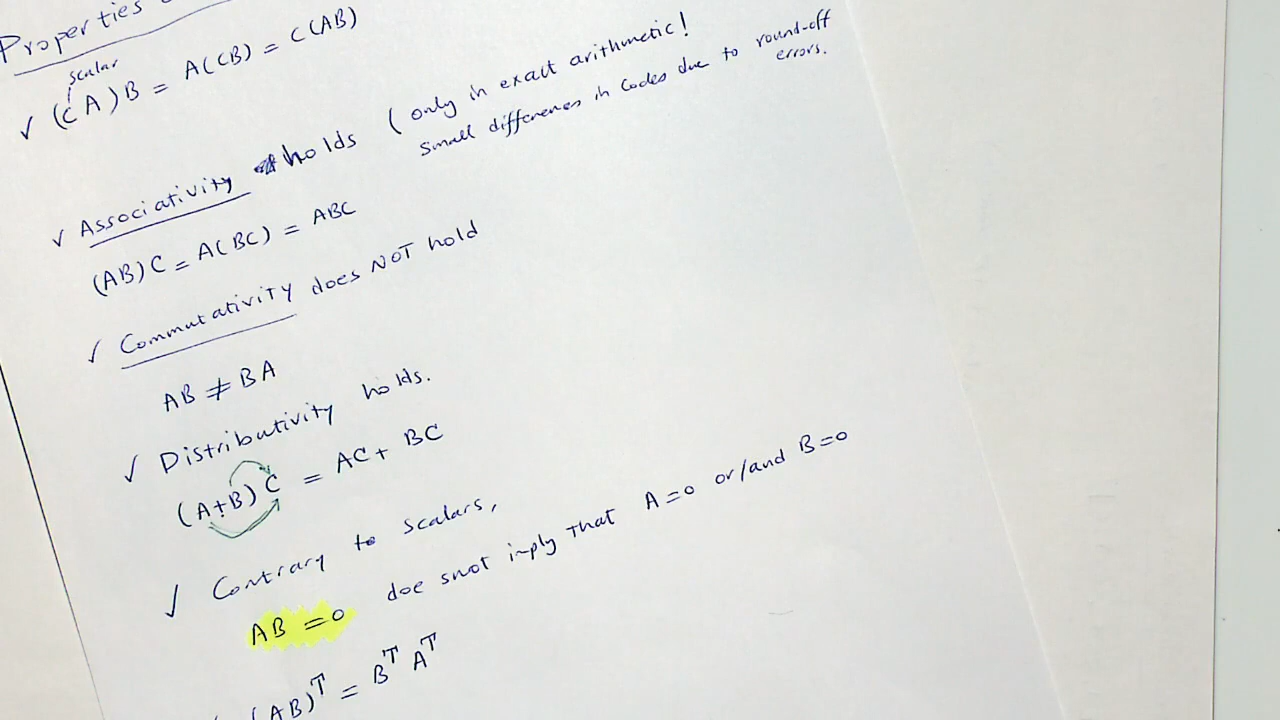 Properties
scalar
✓ (cA)B = A(CB) = C(AB)
✓ Associativity holds (only in exact arithmetic!
small differences in codes due to round-off
errors.
(AB)C = A(BC) = ABC
✓ Commutativity does NOT hold
AB ≠ BA
✓ Distributivity holds.
(A+B)C = AC + BC
✓ Contrary to scalars,
AB = 0 does not imply that A=0 or/and B=0
(AB)ᵀ = Bᵀ Aᵀ